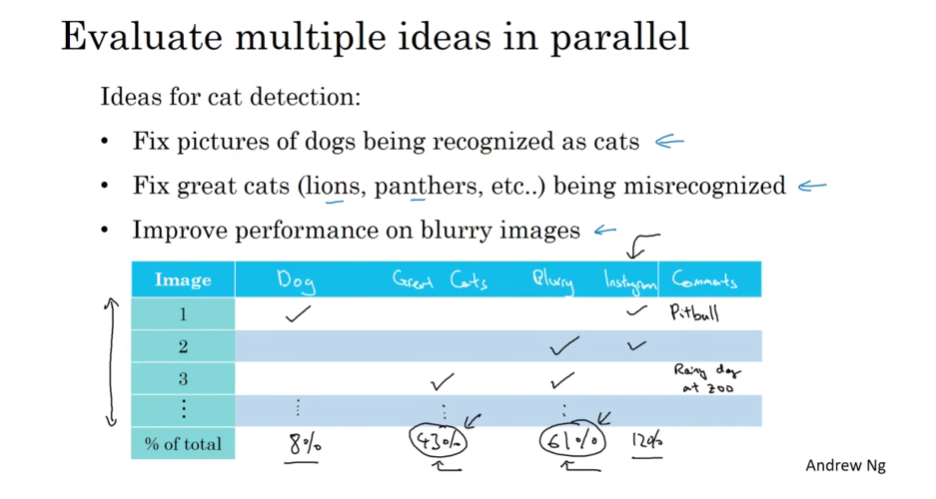 Evaluate multiple ideas in parallel
Ideas for cat detection:
• Fix pictures of dogs being recognized as cats
• Fix great cats (lions, panthers, etc..) being misrecognized
• Improve performance on blurry images
Image Dog Great Cats Blurry Instagram Comments
1 ✓ ✓ Pitbull
2 ✓ ✓
3 ✓ ✓ Rainy day at zoo
⋮ ⋮ ⋮ ⋮
% of total 8% 43% 61% 12%
Andrew Ng